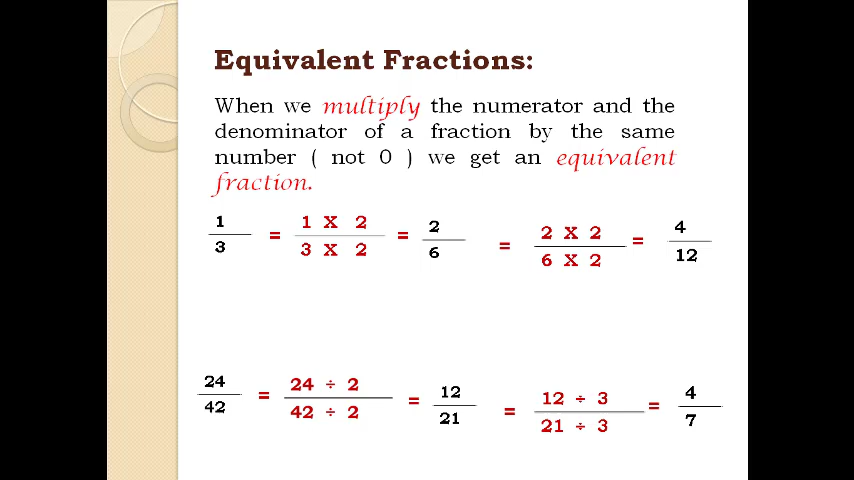 Equivalent Fractions:
When we multiply the numerator and the
denominator of a fraction by the same
number ( not 0 ) we get an equivalent
fraction.
1/3 = 1 X 2/3 X 2 = 2/6 = 2 X 2/6 X 2 = 4/12
24/42 = 24 ÷ 2/42 ÷ 2 = 12/21 = 12 ÷ 3/21 ÷ 3 = 4/7